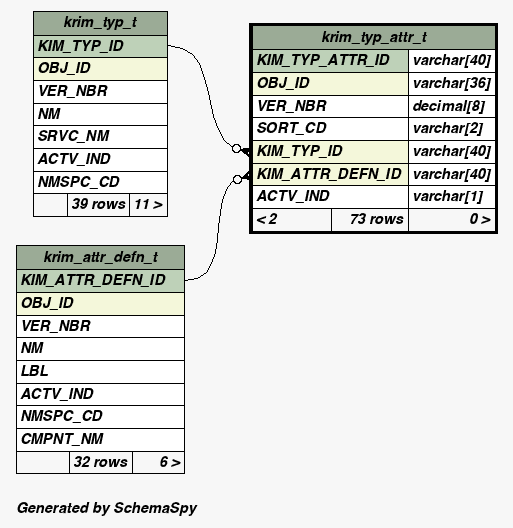 krim_typ_t
KIM_TYP_ID
OBJ_ID
VER_NBR
NM
SRVC_NM
ACTV_IND
NMSPC_CD
39 rows 11 >
krim_typ_attr_t
KIM_TYP_ATTR_ID varchar[40]
OBJ_ID varchar[36]
VER_NBR decimal[8]
SORT_CD varchar[2]
KIM_TYP_ID varchar[40]
KIM_ATTR_DEFN_ID varchar[40]
ACTV_IND varchar[1]
< 2 73 rows 0 >
krim_attr_defn_t
KIM_ATTR_DEFN_ID
OBJ_ID
VER_NBR
NM
LBL
ACTV_IND
NMSPC_CD
CMPNT_NM
32 rows 6 >
Generated by SchemaSpy